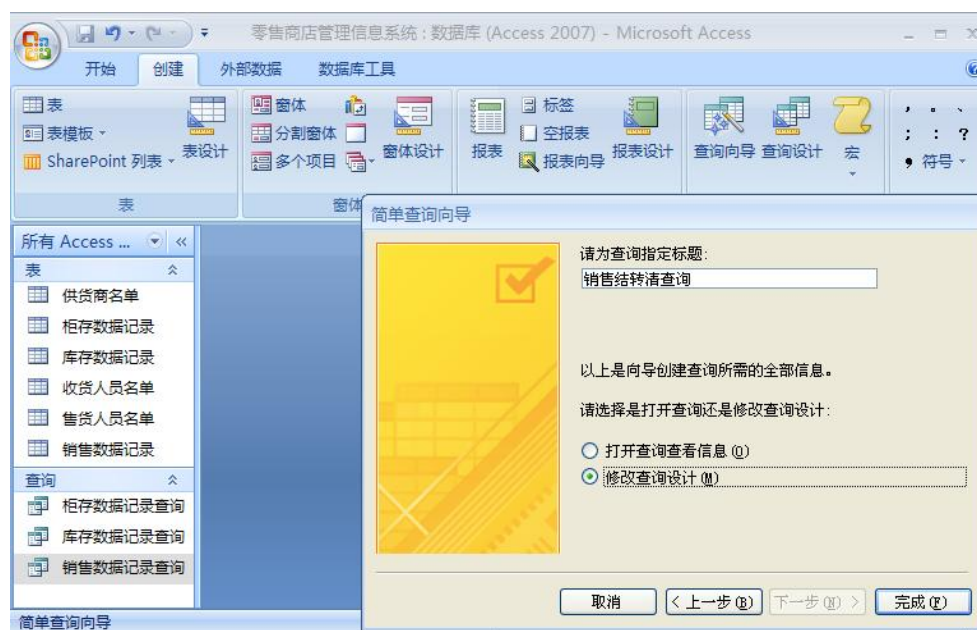 零售商店管理信息系统 : 数据库 (Access 2007) - Microsoft Access
开始 创建 外部数据 数据库工具
表
表模板
SharePoint 列表
表设计
表
窗体
分割窗体
多个项目
窗体设计
窗体
报表
标签
空报表
报表向导
报表设计
查询向导 查询设计 宏
, . 、
; : ?
符号
所有 Access ... «
表
供货商名单
柜存数据记录
库存数据记录
收货人员名单
售货人员名单
销售数据记录
查询
柜存数据记录查询
库存数据记录查询
销售数据记录查询
简单查询向导
请为查询指定标题:
销售结转清查询
以上是向导创建查询所需的全部信息。
请选择是打开查询还是修改查询设计:
打开查询查看信息(O)
修改查询设计(M)
取消 < 上一步(B) 下一步(N) > 完成(F)
简单查询向导